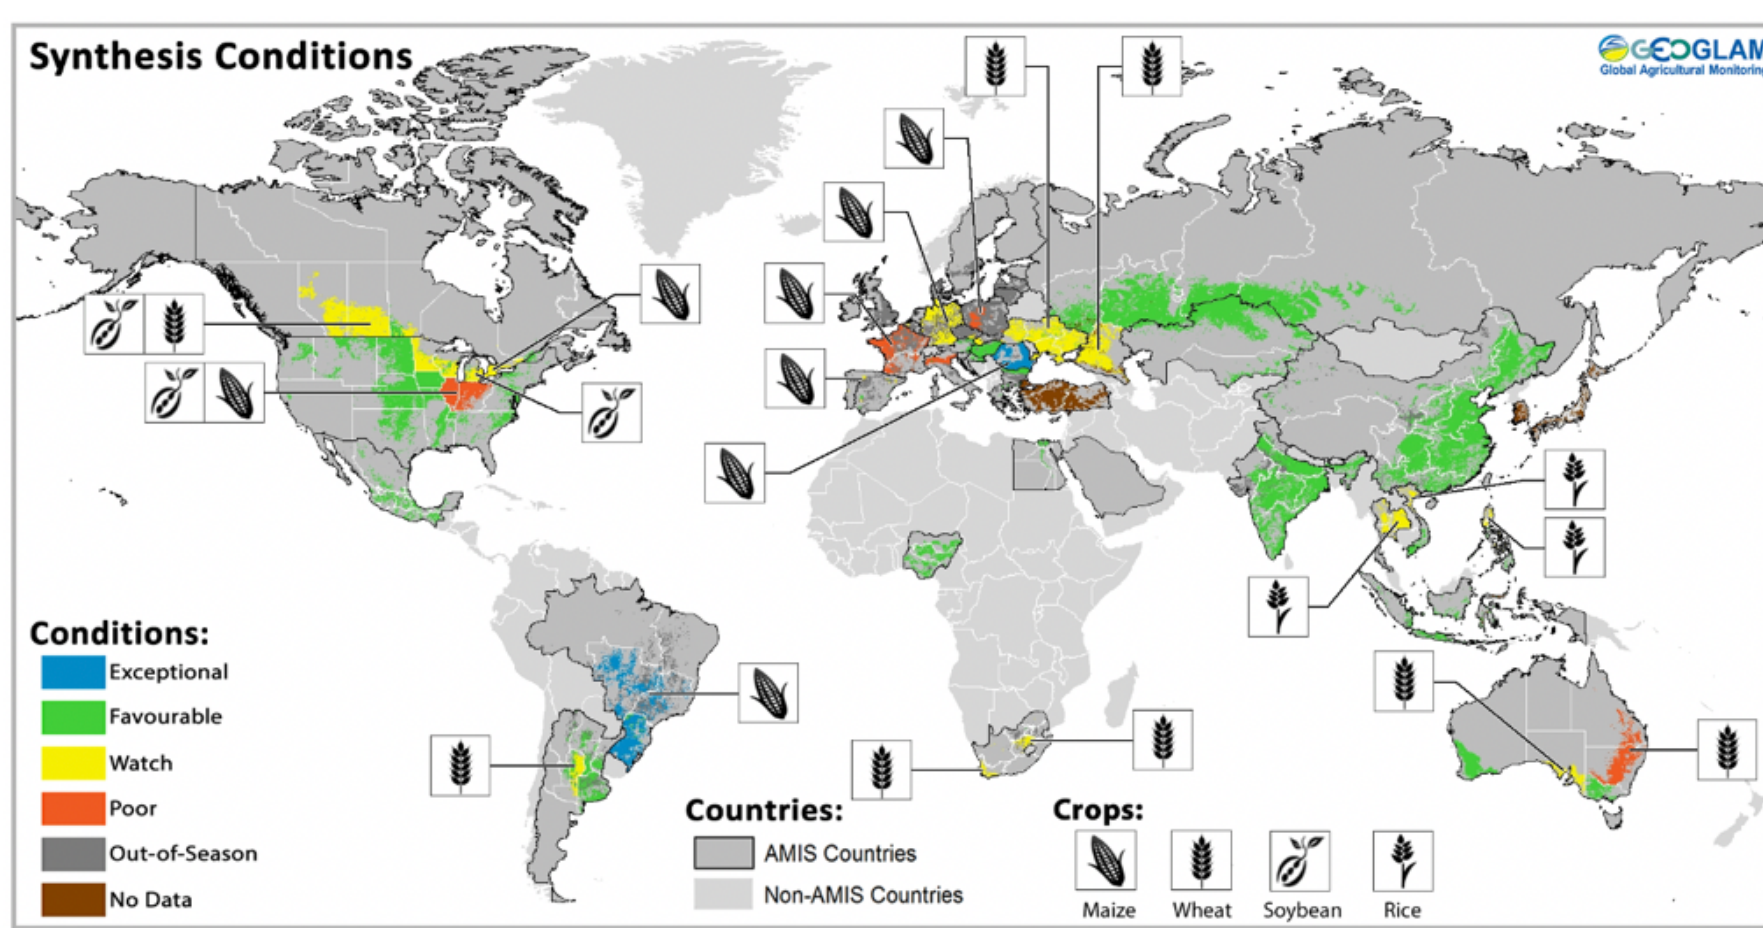 Synthesis Conditions
GEOGLAM
Global Agricultural Monitoring
Conditions:
Exceptional
Favourable
Watch
Poor
Out-of-Season
No Data
Countries:
AMIS Countries
Non-AMIS Countries
Crops:
Maize
Wheat
Soybean
Rice